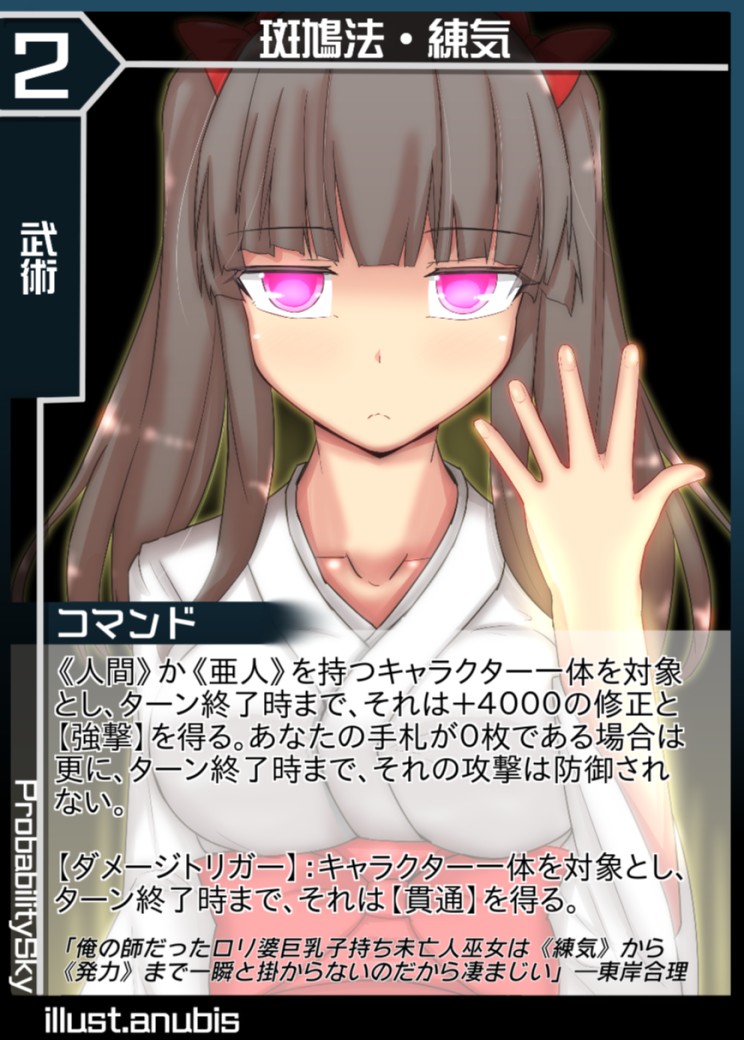 2
斑鳩法・練気
武術
コマンド
《人間》か《亜人》を持つキャラクター一体を対象
とし、ターン終了時まで、それは＋4000の修正と
【強撃】を得る。あなたの手札が0枚である場合は
更に、ターン終了時まで、それの攻撃は防御され
ない。
【ダメージトリガー】：キャラクター一体を対象とし、
ターン終了時まで、それは【貫通】を得る。
「俺の師だったロリ婆巨乳子持ち未亡人巫女は《練気》から
《発力》まで一瞬と掛からないのだから凄まじい」―東岸合理
ProbabilitySky
illust.anubis